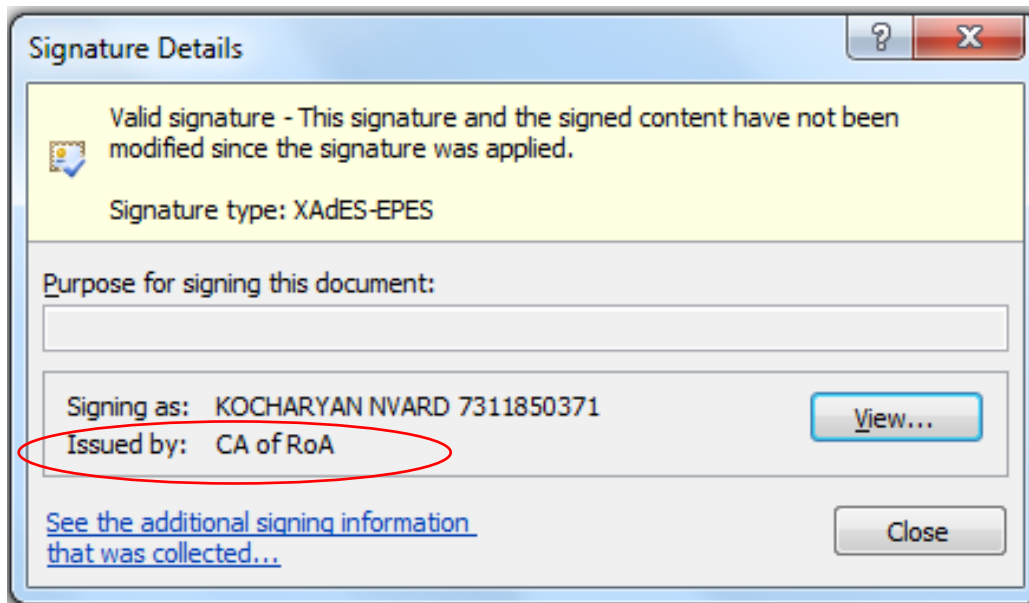 Signature Details
?
Valid signature - This signature and the signed content have not been
modified since the signature was applied.
Signature type: XAdES-EPES
Purpose for signing this document:
Signing as: KOCHARYAN NVARD 7311850371
View...
Issued by: CA of RoA
See the additional signing information
that was collected...
Close